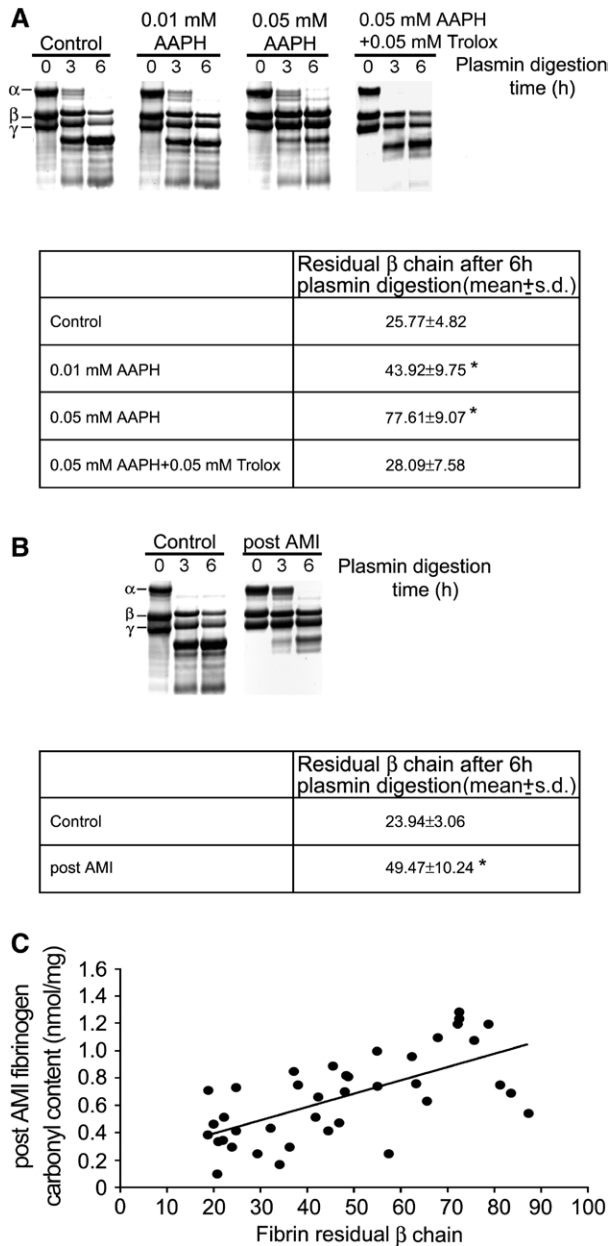 A
Control
0.01 mM AAPH
0.05 mM AAPH
0.05 mM AAPH +0.05 mM Trolox
0 3 6
0 3 6
0 3 6
0 3 6
Plasmin digestion time (h)
α
β
γ
Residual β chain after 6h plasmin digestion(mean±s.d.)
Control 25.77±4.82
0.01 mM AAPH 43.92±9.75 *
0.05 mM AAPH 77.61±9.07 *
0.05 mM AAPH+0.05 mM Trolox 28.09±7.58
B
Control
post AMI
0 3 6
0 3 6
Plasmin digestion time (h)
α
β
γ
Residual β chain after 6h plasmin digestion(mean±s.d.)
Control 23.94±3.06
post AMI 49.47±10.24 *
C
post AMI fibrinogen carbonyl content (nmol/mg)
1.6
1.4
1.2
1.0
0.8
0.6
0.4
0.2
0
0 10 20 30 40 50 60 70 80 90 100
Fibrin residual β chain